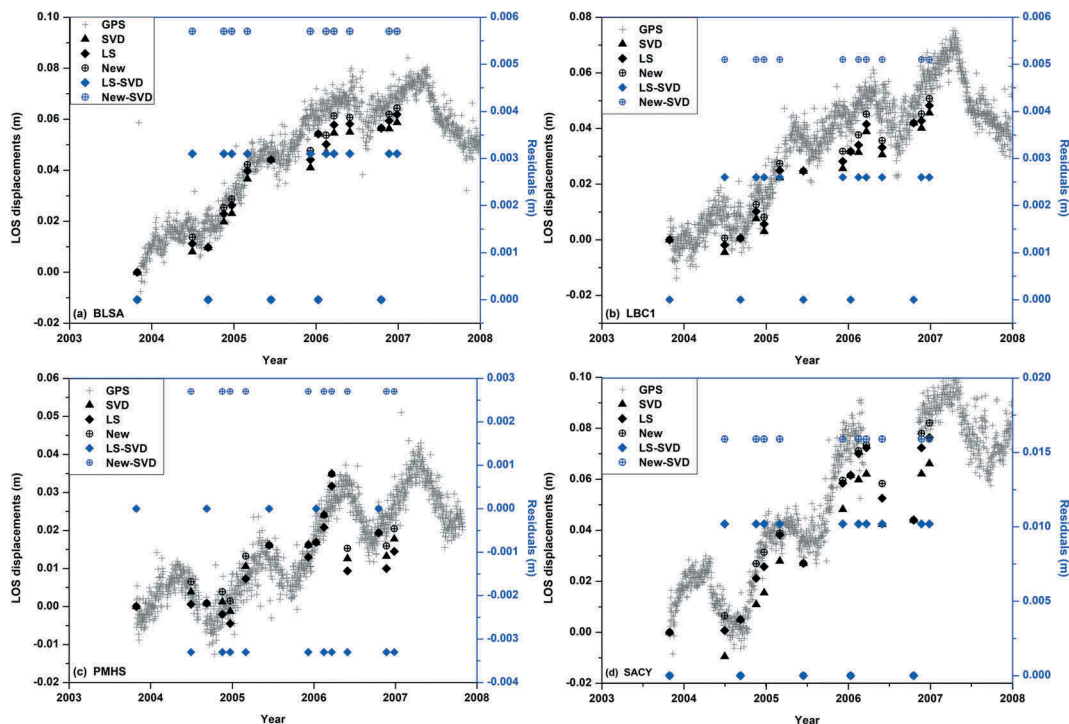 0.10
0.08
0.06
0.04
0.02
0.00
-0.02
LOS displacements (m)
GPS
SVD
LS
New
LS-SVD
New-SVD
0.006
0.005
0.004
0.003
0.002
0.001
0.000
Residuals (m)
(a) BLSA
2003 2004 2005 2006 2007 2008
Year
0.08
0.06
0.04
0.02
0.00
-0.02
LOS displacements (m)
GPS
SVD
LS
New
LS-SVD
New-SVD
0.006
0.005
0.004
0.003
0.002
0.001
0.000
Residuals (m)
(b) LBC1
2003 2004 2005 2006 2007 2008
Year
0.06
0.05
0.04
0.03
0.02
0.01
0.00
-0.01
-0.02
LOS displacements (m)
GPS
SVD
LS
New
LS-SVD
New-SVD
0.003
0.002
0.001
0.000
-0.001
-0.002
-0.003
-0.004
Residuals (m)
(c) PMHS
2003 2004 2005 2006 2007 2008
Year
0.10
0.08
0.06
0.04
0.02
0.00
-0.02
LOS displacements (m)
GPS
SVD
LS
New
LS-SVD
New-SVD
0.020
0.015
0.010
0.005
0.000
Residuals (m)
(d) SACY
2003 2004 2005 2006 2007 2008
Year